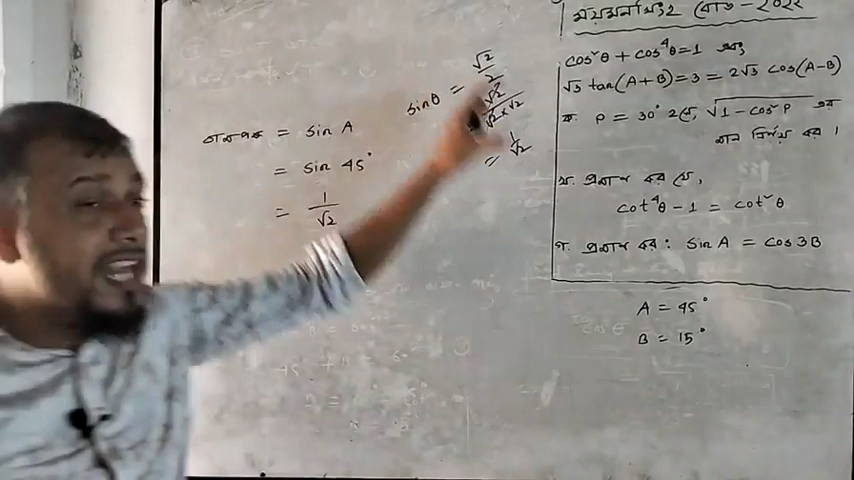 ময়মনসিংহ বোর্ড - ২০২২
cos²θ + cos⁴θ = 1 এবং
√3 tan(A+B) = 3 = 2√3 cos(A-B)
ক. P = 30° হলে, √(1 - cos²P) এর
মান নির্ণয় কর।
খ. প্রমাণ কর যে,
cot⁴θ - 1 = cot²θ
গ. প্রমাণ কর: sin A = cos 3B
A = 45°
B = 15°
বামপক্ষ = sin A
= sin 45°
= 1/√2
sinθ = √2/2
= √2/(√2×√2)
= 1/√2